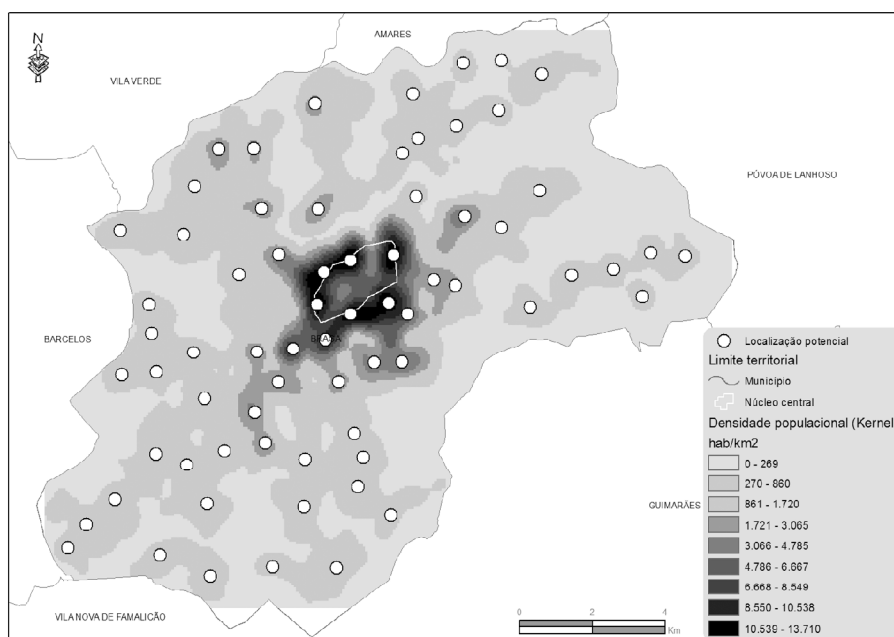 AMARES
N
VILA VERDE
PÓVOA DE LANHOSO
BARCELOS
BRAGA
GUIMARÃES
VILA NOVA DE FAMALICÃO
0 2 4
Km
Localização potencial
Limite territorial
Município
Núcleo central
Densidade populacional (Kernel
hab/km2
0 - 269
270 - 860
861 - 1.720
1.721 - 3.065
3.066 - 4.785
4.786 - 6.667
6.668 - 8.549
8.550 - 10.538
10.539 - 13.710